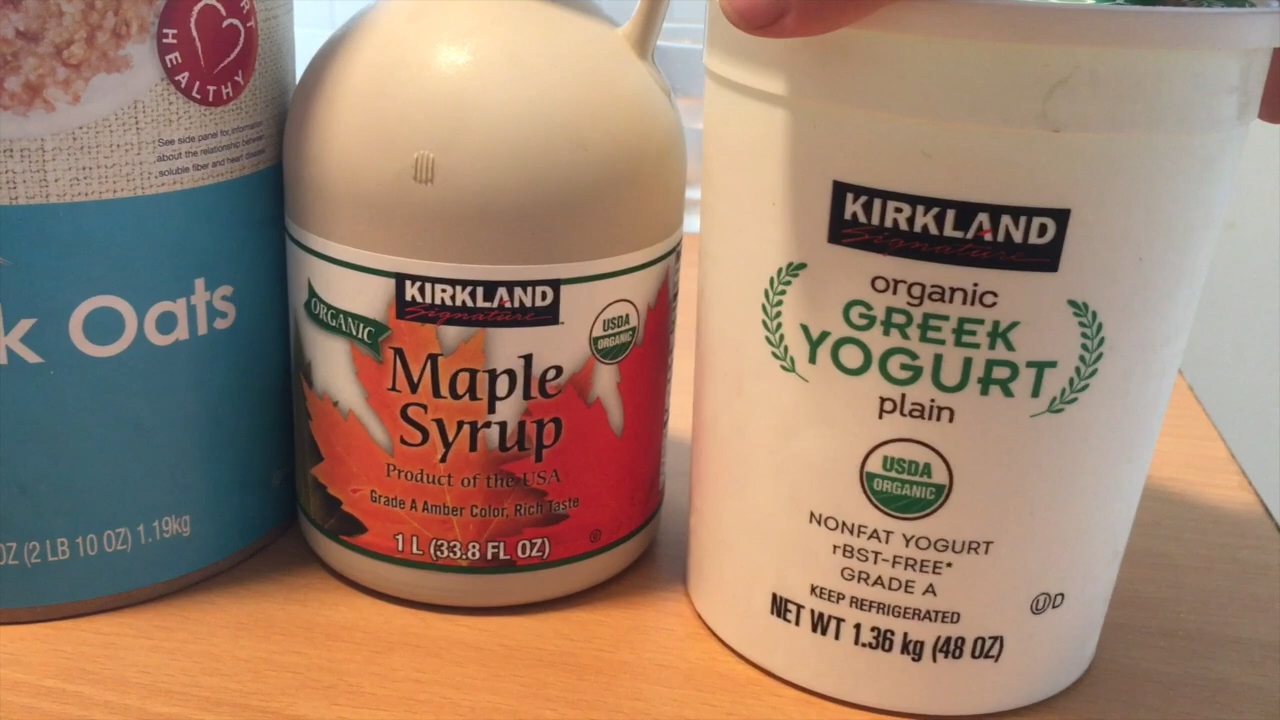 HEART
HEALTHY
See side panel for information
about the relationship between
soluble fiber and heart disease
k Oats
OZ (2 LB 10 OZ) 1.19kg
ORGANIC
KIRKLAND
Signature
USDA
ORGANIC
Maple
Syrup
Product of the USA
Grade A Amber Color, Rich Taste
1 L (33.8 FL OZ)
KIRKLAND
Signature
organic
GREEK
YOGURT
plain
USDA
ORGANIC
NONFAT YOGURT
rBST-FREE*
GRADE A
KEEP REFRIGERATED
NET WT 1.36 kg (48 OZ)
UD